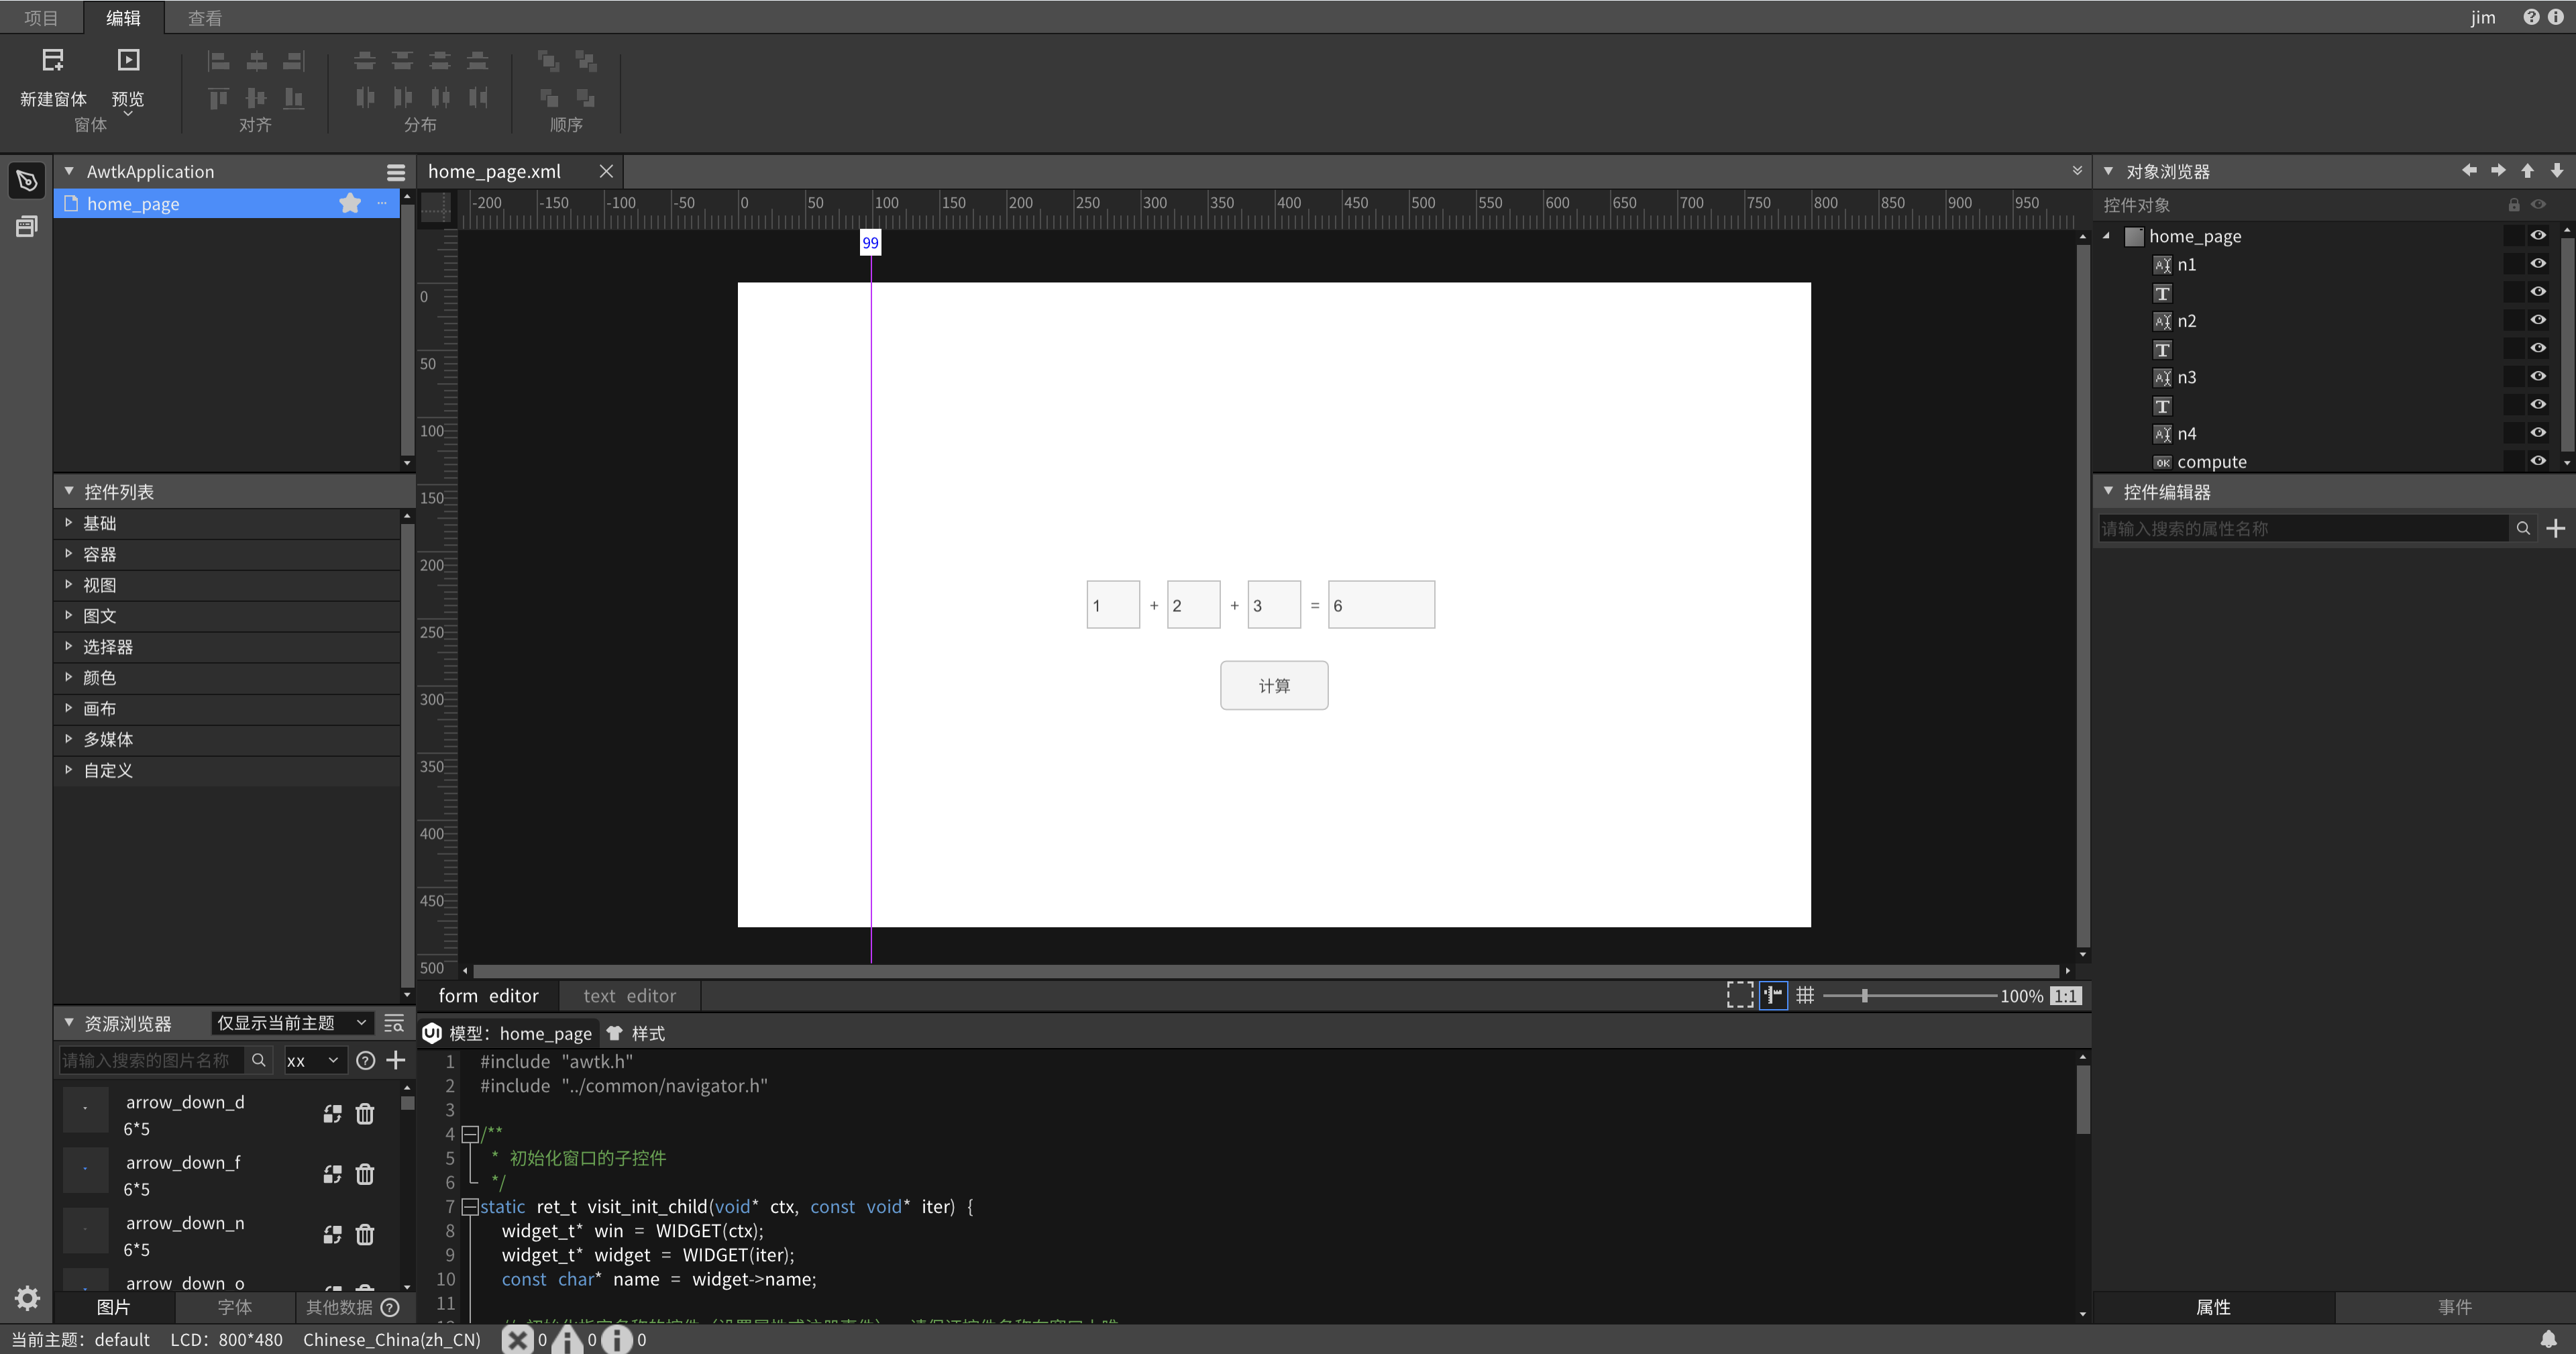 项目 编辑 查看 jim
新建窗体 预览
窗体 对齐 分布 顺序
AwtkApplication
home_page
home_page.xml
-200 -150 -100 -50 0 50 100 150 200 250 300 350 400 450 500 550 600 650 700 750 800 850 900 950
99
0
50
100
150
200
250
300
350
400
450
500
1 + 2 + 3 = 6
计算
对象浏览器
控件对象
home_page
n1
T
n2
T
n3
T
n4
OK compute
控件列表
基础
容器
视图
图文
选择器
颜色
画布
多媒体
自定义
控件编辑器
请输入搜索的属性名称
form editor text editor
100% 1:1
资源浏览器 仅显示当前主题
请输入搜索的图片名称 xx
arrow_down_d
6*5
arrow_down_f
6*5
arrow_down_n
6*5
arrow_down_o
图片 字体 其他数据
UI 模型：home_page 样式
1 #include "awtk.h"
2 #include "../common/navigator.h"
3
4 /**
5 * 初始化窗口的子控件
6 */
7 static ret_t visit_init_child(void* ctx, const void* iter) {
8 widget_t* win = WIDGET(ctx);
9 widget_t* widget = WIDGET(iter);
10 const char* name = widget->name;
11
属性 事件
当前主题：default LCD：800*480 Chinese_China(zh_CN) 0 0 0